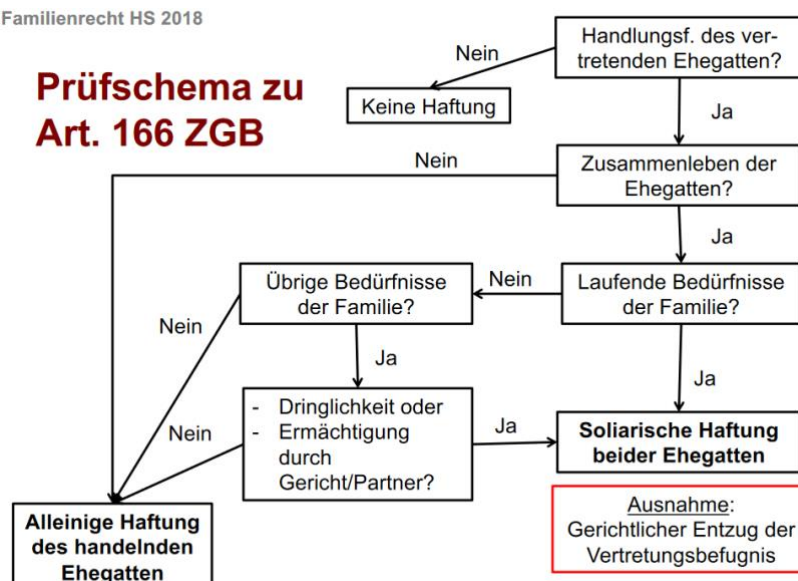 Familienrecht HS 2018
Prüfschema zu
Art. 166 ZGB
Handlungsf. des ver-
tretenden Ehegatten?
Nein
Keine Haftung
Ja
Nein
Zusammenleben der
Ehegatten?
Ja
Übrige Bedürfnisse
der Familie?
Nein
Laufende Bedürfnisse
der Familie?
Nein
Ja
Ja
- Dringlichkeit oder
- Ermächtigung
durch
Gericht/Partner?
Nein
Ja
Soliarische Haftung
beider Ehegatten
Alleinige Haftung
des handelnden
Ehegatten
Ausnahme:
Gerichtlicher Entzug der
Vertretungsbefugnis